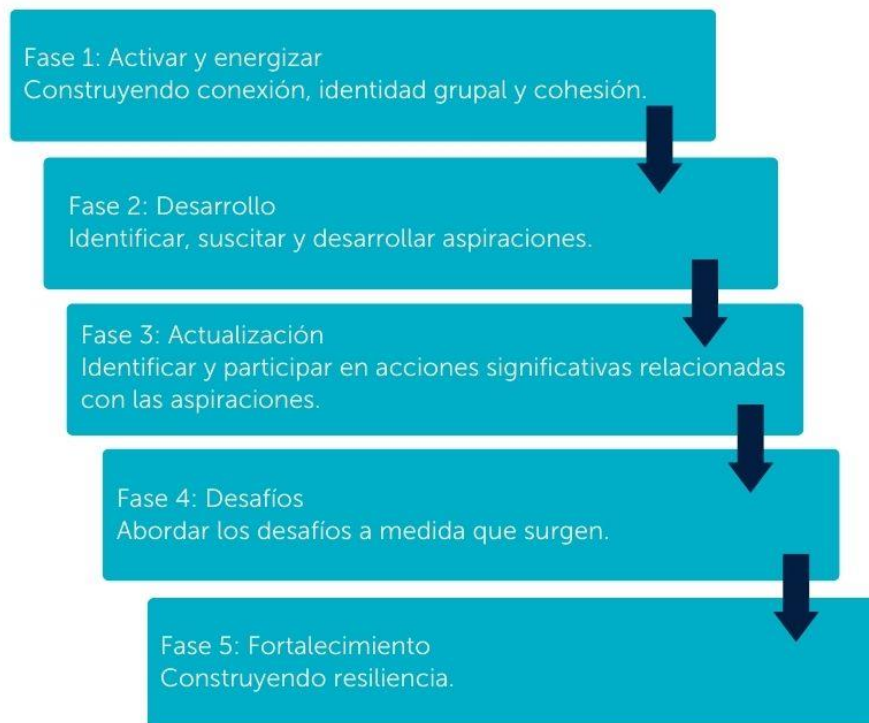 Fase 1: Activar y energizar
Construyendo conexión, identidad grupal y cohesión.
Fase 2: Desarrollo
Identificar, suscitar y desarrollar aspiraciones.
Fase 3: Actualización
Identificar y participar en acciones significativas relacionadas
con las aspiraciones.
Fase 4: Desafíos
Abordar los desafíos a medida que surgen.
Fase 5: Fortalecimiento
Construyendo resiliencia.